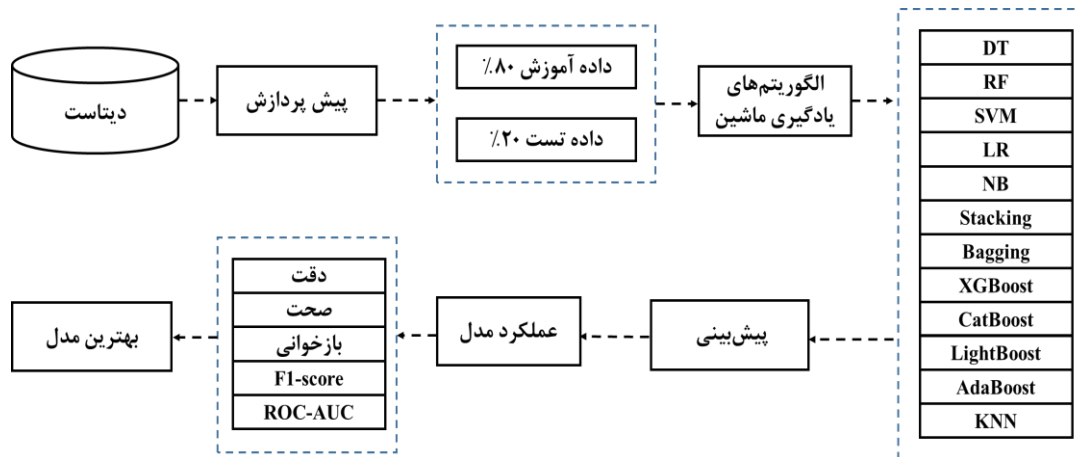 دیتاست
پیش پردازش
داده آموزش ۸۰٪
داده تست ۲۰٪
الگوریتم‌های
یادگیری ماشین
DT
RF
SVM
LR
NB
Stacking
Bagging
XGBoost
CatBoost
LightBoost
AdaBoost
KNN
پیش‌بینی
عملکرد مدل
دقت
صحت
بازخوانی
F1-score
ROC-AUC
بهترین مدل